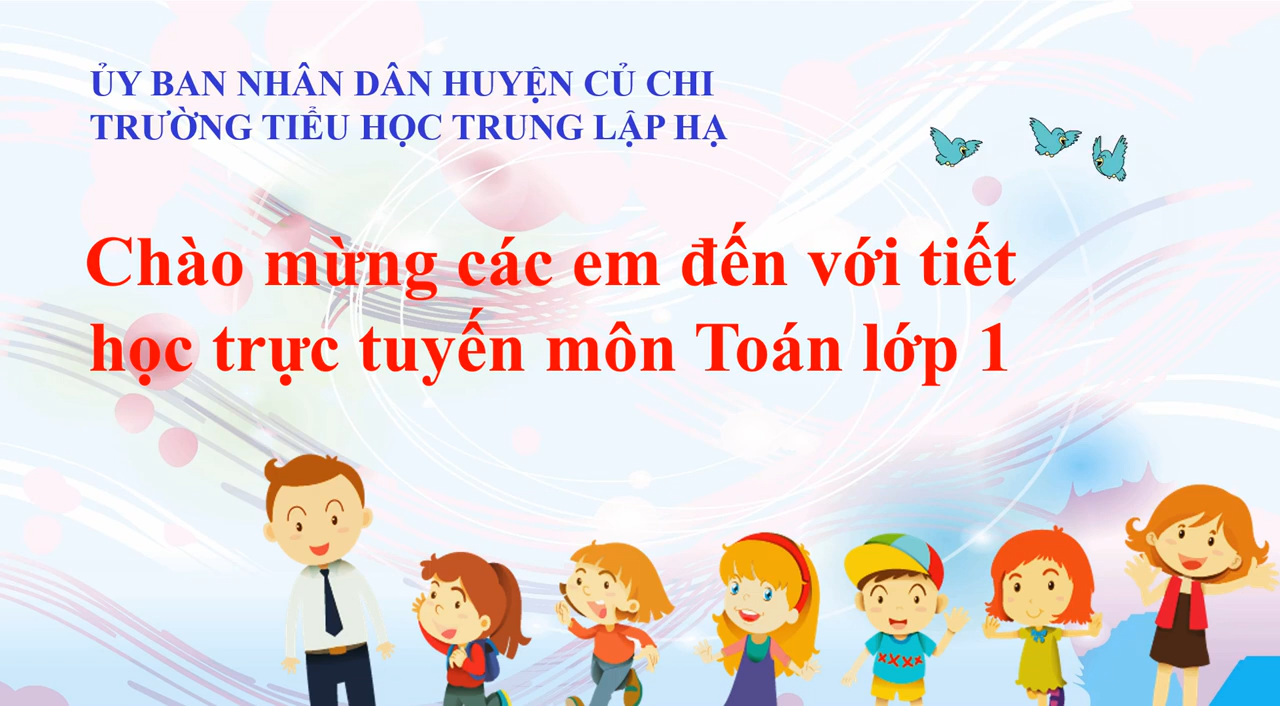 ỦY BAN NHÂN DÂN HUYỆN CỦ CHI
TRƯỜNG TIỂU HỌC TRUNG LẬP HẠ
Chào mừng các em đến với tiết
học trực tuyến môn Toán lớp 1